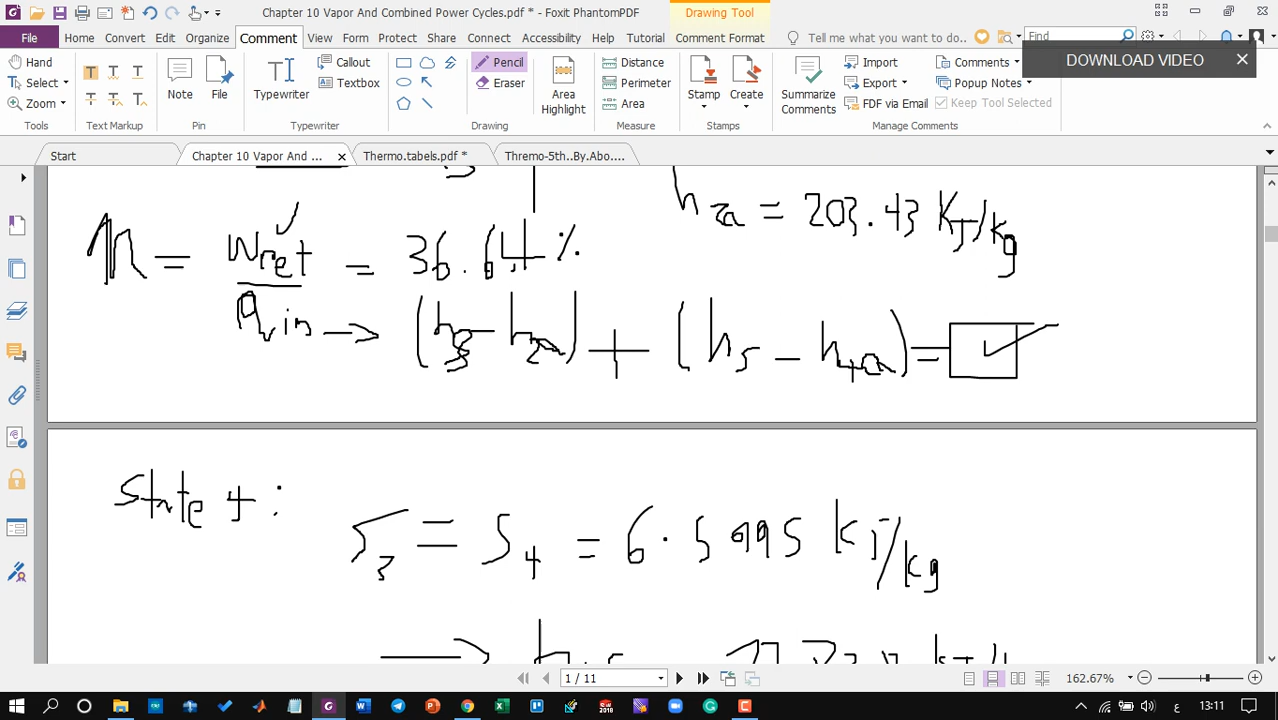 Chapter 10 Vapor And Combined Power Cycles.pdf * - Foxit PhantomPDF
Drawing Tool
File Home Comment Convert Edit Organize Comment View Form Protect Share Connect Accessibility Help Tutorial Comment Format Tell me what you want to do.. Find
DOWNLOAD VIDEO
Hand
Select
Zoom
Tools
Text Markup
Note
File
Pin
Typewriter
Callout
Textbox
Typewriter
Pencil
Eraser
Drawing
Area Highlight
Distance
Perimeter
Area
Measure
Stamp
Create
Stamps
Summarize Comments
Import
Export
FDF via Email
Comments
Popup Notes
Keep Tool Selected
Manage Comments
Start
Chapter 10 Vapor And ...
Thermo.tabels.pdf *
Thremo-5th..By.Abo....
h2a = 203.43 KJ/kg
η = Wnet / qin = 36.64 %
qin → (h3 - h2a) + (h5 - h4a) = ✓
State 4 :
S3 = S4 = 6.5995 kJ/kg
1 / 11
162.67%
13:11